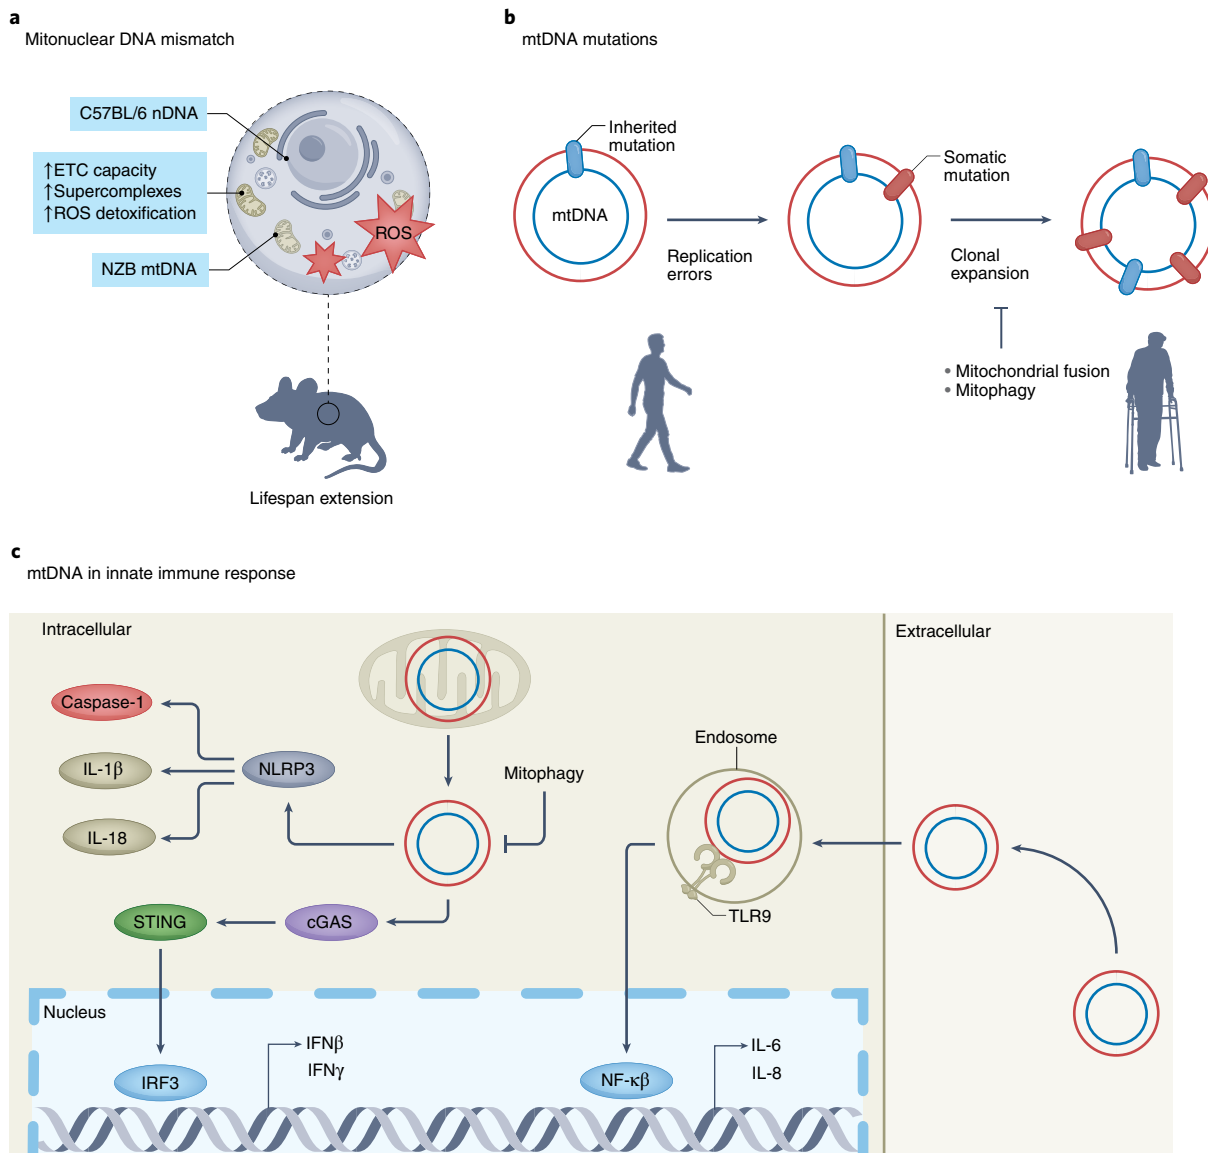 a
Mitonuclear DNA mismatch
C57BL/6 nDNA
↑ETC capacity
↑Supercomplexes
↑ROS detoxification
NZB mtDNA
ROS
Lifespan extension
b
mtDNA mutations
Inherited
mutation
mtDNA
Replication
errors
Somatic
mutation
Clonal
expansion
• Mitochondrial fusion
• Mitophagy
c
mtDNA in innate immune response
Intracellular
Extracellular
Caspase-1
IL-1β
IL-18
NLRP3
Mitophagy
Endosome
TLR9
STING
cGAS
Nucleus
IRF3
IFNβ
IFNγ
NF-κβ
IL-6
IL-8